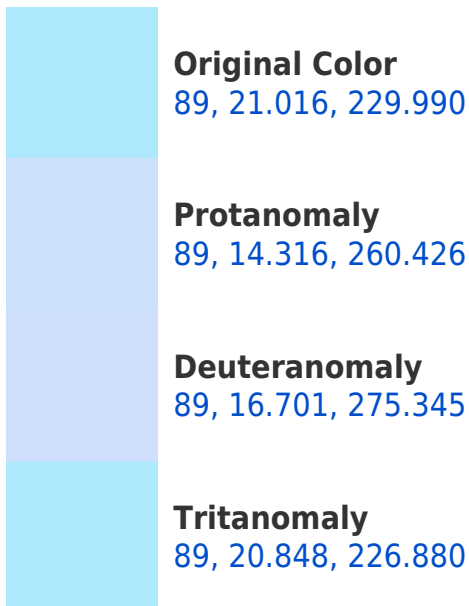 Original Color
89, 21.016, 229.990
Protanomaly
89, 14.316, 260.426
Deuteranomaly
89, 16.701, 275.345
Tritanomaly
89, 20.848, 226.880